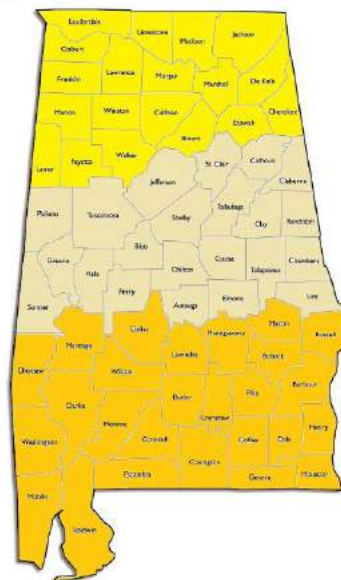 Lauderdale
Limestone
Madison
Jackson
Colbert
Franklin
Lawrence
Morgan
Marshall
De Kalb
Marion
Winston
Cullman
Blount
Etowah
Cherokee
Lamar
Fayette
Walker
Jefferson
St. Clair
Calhoun
Cleburne
Pickens
Tuscaloosa
Shelby
Talladega
Clay
Randolph
Greene
Hale
Bibb
Chilton
Coosa
Tallapoosa
Chambers
Sumter
Perry
Autauga
Elmore
Lee
Marengo
Dallas
Montgomery
Macon
Russell
Choctaw
Wilcox
Lowndes
Bullock
Barbour
Clarke
Butler
Pike
Washington
Monroe
Crenshaw
Henry
Conecuh
Coffee
Dale
Covington
Escambia
Geneva
Houston
Mobile
Baldwin